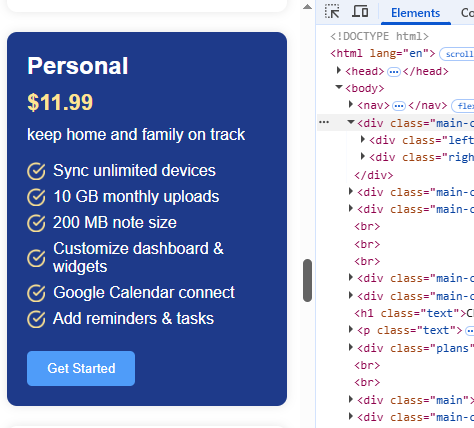 Personal
$11.99
keep home and family on track
Sync unlimited devices
10 GB monthly uploads
200 MB note size
Customize dashboard &
widgets
Google Calendar connect
Add reminders & tasks
Get Started
Elements
<!DOCTYPE html>
<html lang="en">
<head> </head>
<body>
<nav> </nav>
<div class="main-
<div class="left
<div class="
</div>
<div class="main-
<div class="main-
<br>
<br>
<br>
<div class="main-
<div class="main-
<h1 class="text">
<p class="text">
<div class="plans"
<br>
<br>
<div class="main">
<div class="main-